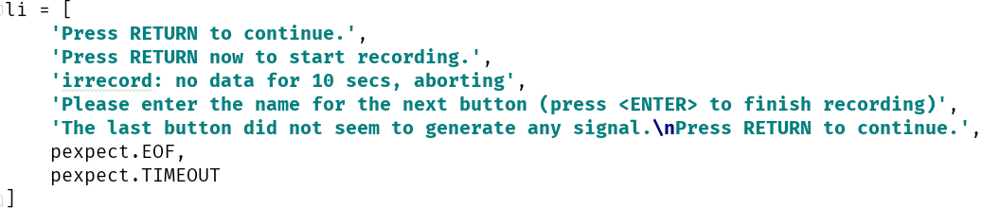 li = [
    'Press RETURN to continue.',
    'Press RETURN now to start recording.',
    'irrecord: no data for 10 secs, aborting',
    'Please enter the name for the next button (press <ENTER> to finish recording)',
    'The last button did not seem to generate any signal.\nPress RETURN to continue.',
    pexpect.EOF,
    pexpect.TIMEOUT
]